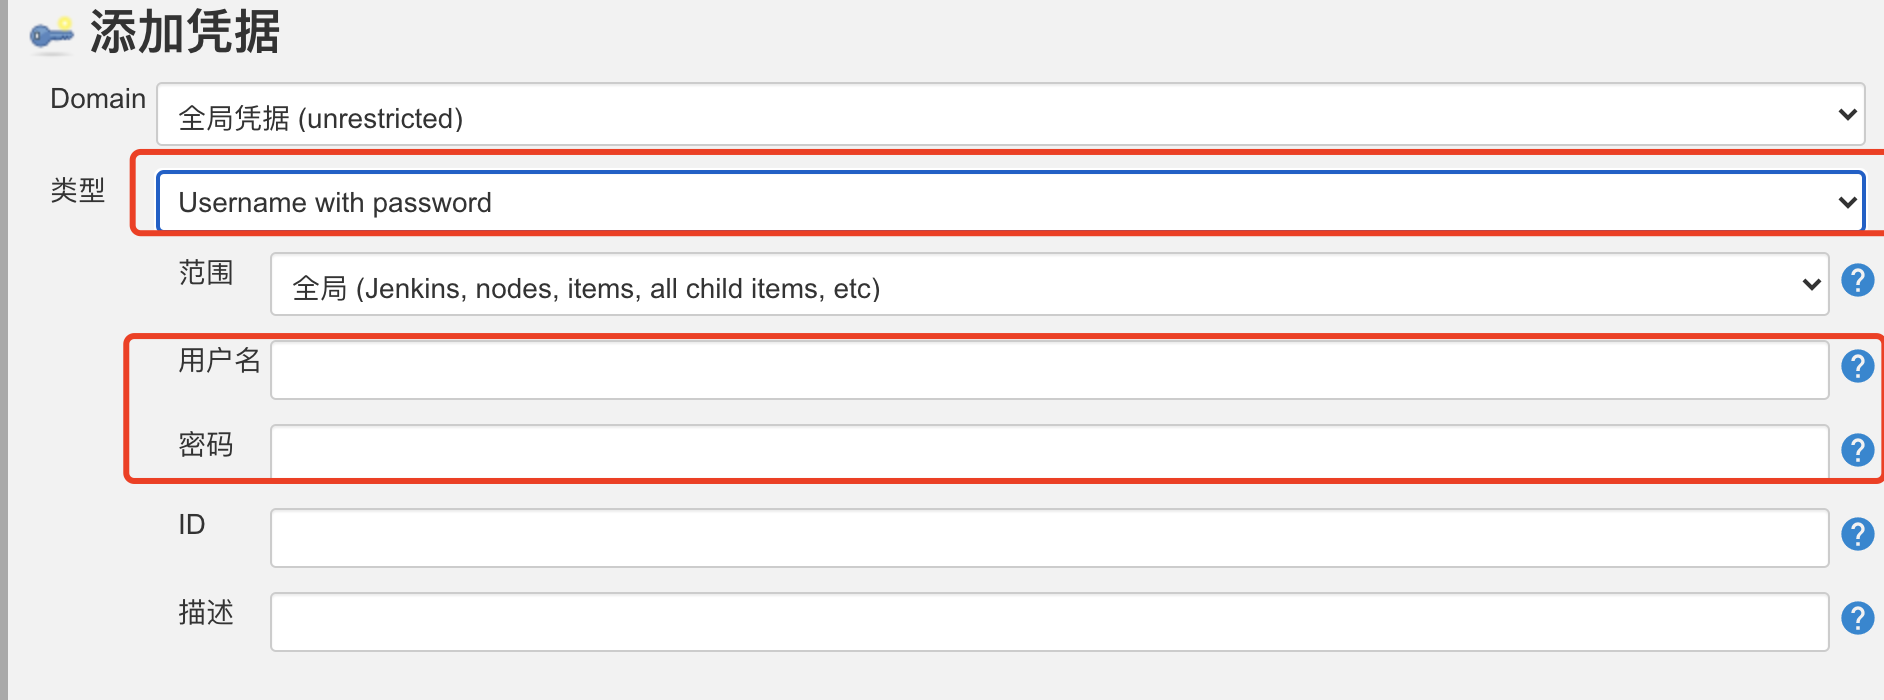 添加凭据
Domain
全局凭据 (unrestricted)
类型
Username with password
范围
全局 (Jenkins, nodes, items, all child items, etc)
?
用户名
?
密码
?
ID
?
描述
?